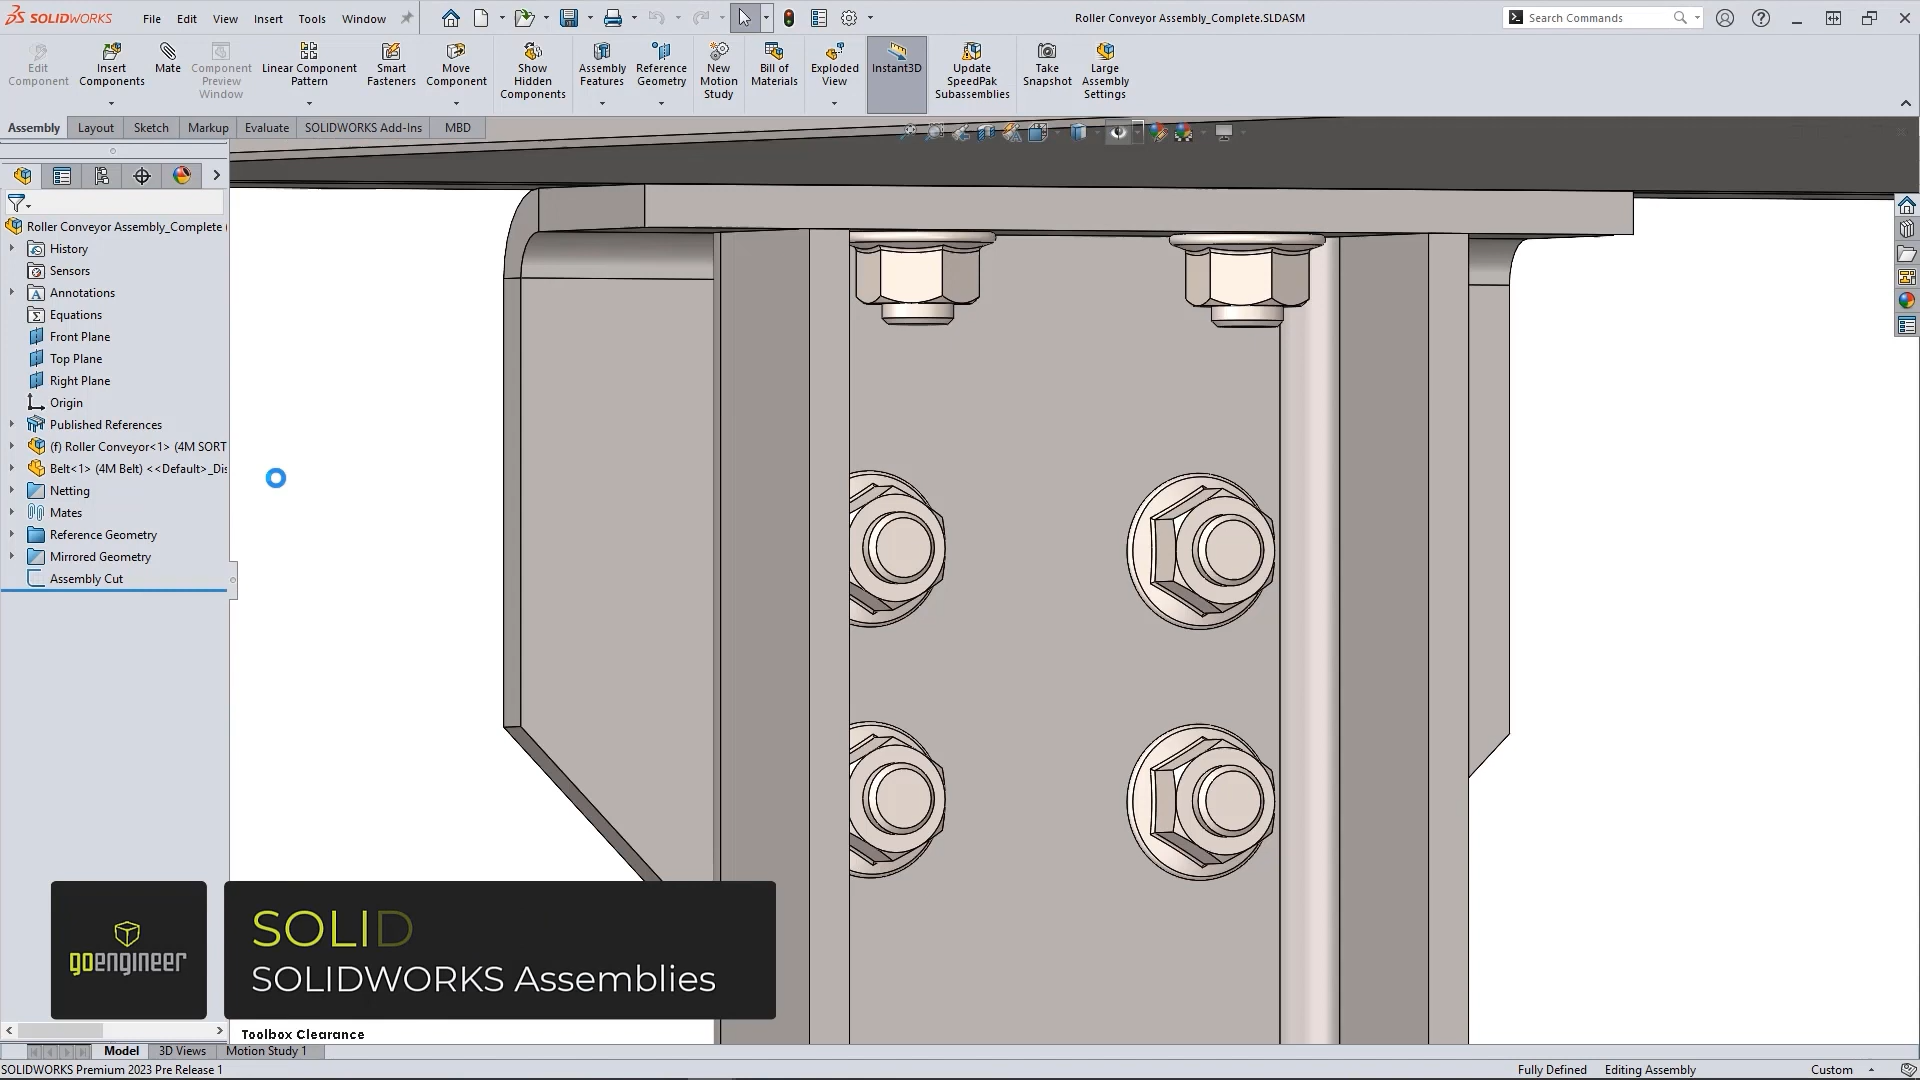 SOLIDWORKS
File Edit View Insert Tools Window
Roller Conveyor Assembly_Complete.SLDASM
Search Commands
Edit Component
Insert Components
Mate
Component Preview Window
Linear Component Pattern
Smart Fasteners
Move Component
Show Hidden Components
Assembly Features
Reference Geometry
New Motion Study
Bill of Materials
Exploded View
Instant3D
Update SpeedPak Subassemblies
Take Snapshot
Large Assembly Settings
Assembly Layout Sketch Markup Evaluate SOLIDWORKS Add-Ins MBD
Roller Conveyor Assembly_Complete (
History
Sensors
Annotations
Equations
Front Plane
Top Plane
Right Plane
Origin
Published References
(f) Roller Conveyor<1> (4M SORT
Belt<1> (4M Belt) <<Default>_Dis
Netting
Mates
Reference Geometry
Mirrored Geometry
Assembly Cut
goengineer
SOLID
SOLIDWORKS Assemblies
Toolbox Clearance
Model 3D Views Motion Study 1
SOLIDWORKS Premium 2023 Pre Release 1
Fully Defined Editing Assembly Custom